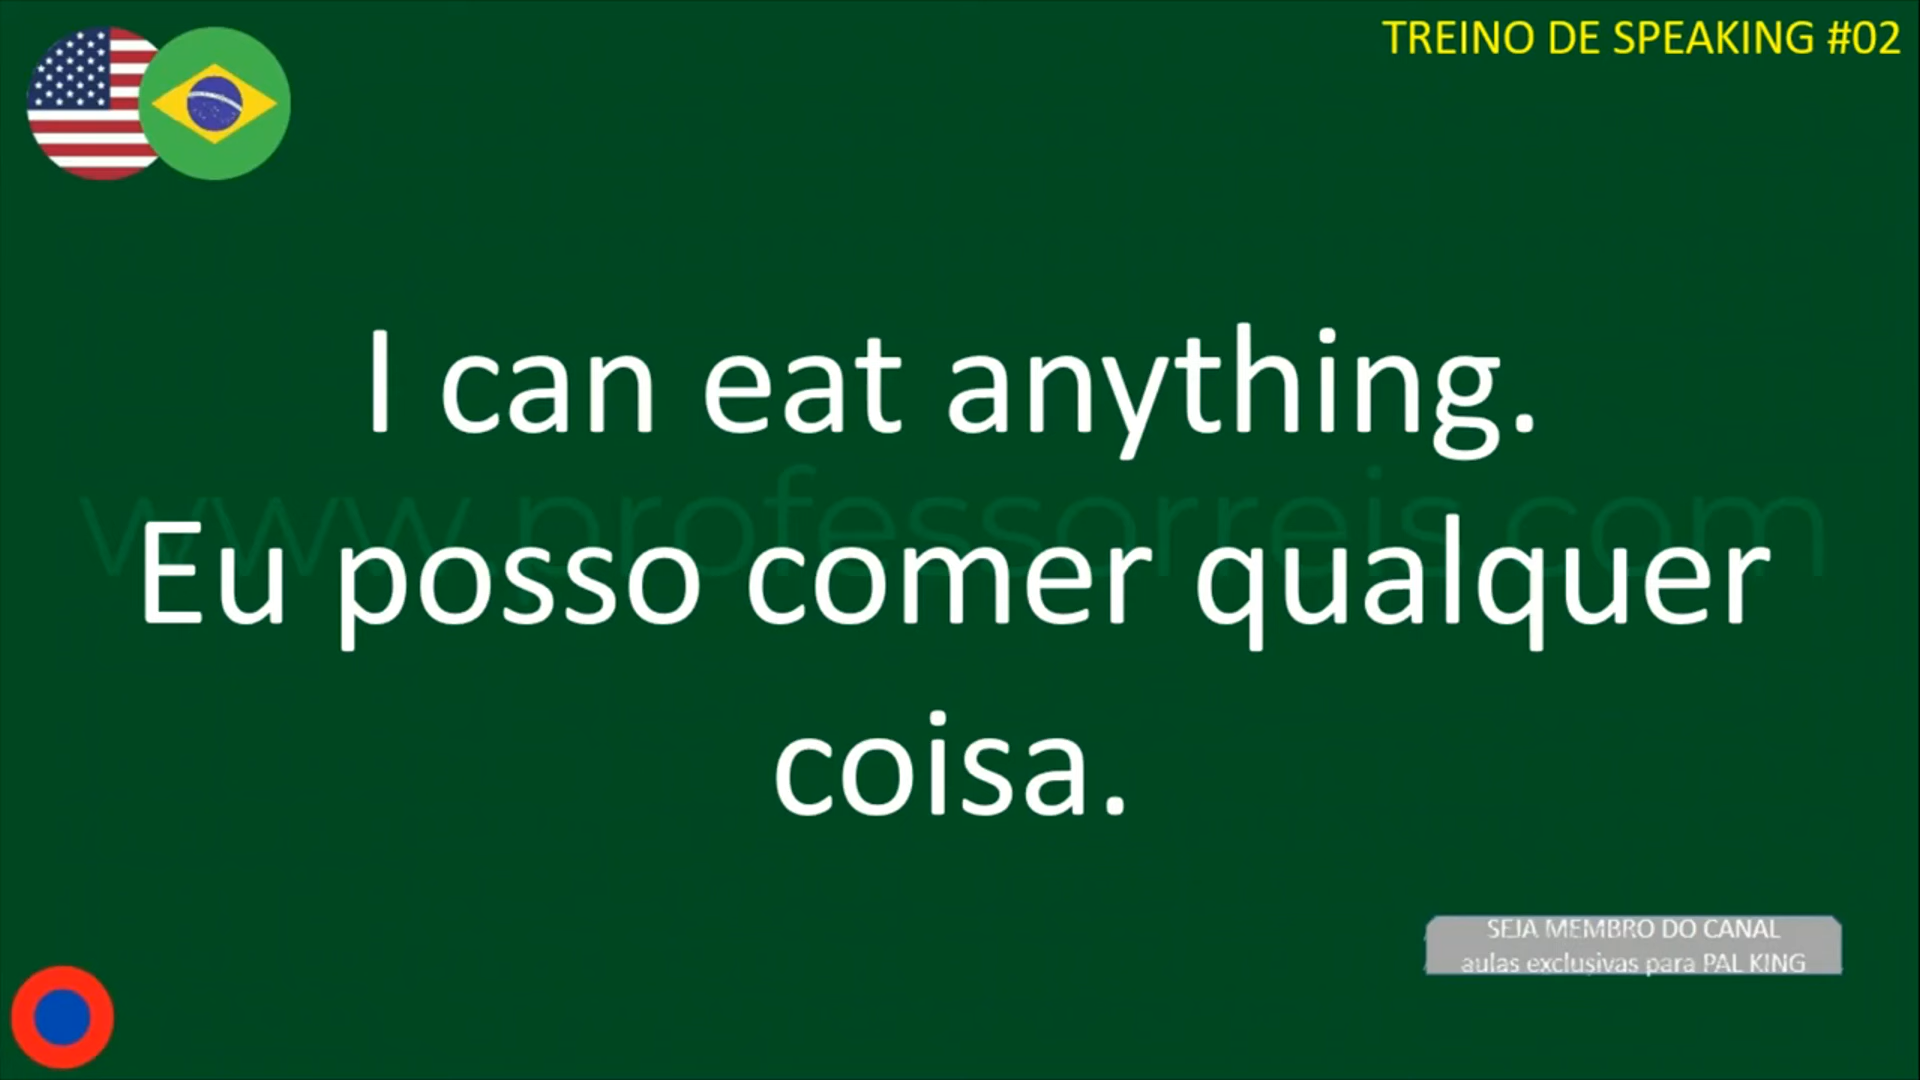 TREINO DE SPEAKING #02
I can eat anything.
www.professorreis.com
Eu posso comer qualquer
coisa.
SEJA MEMBRO DO CANAL
aulas exclusivas para PAL KING